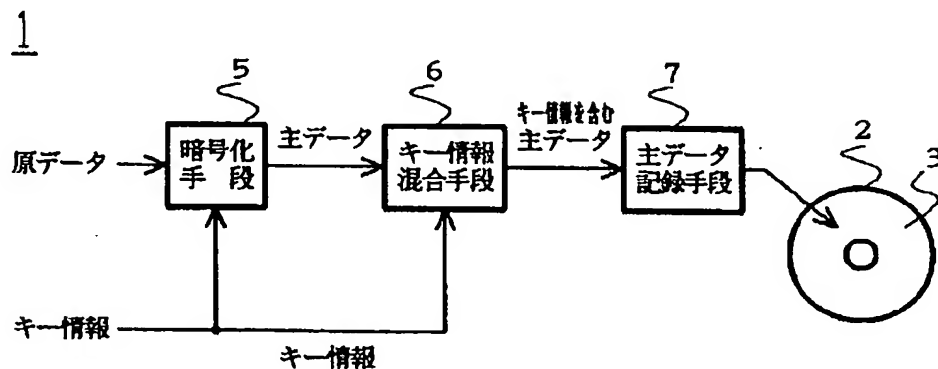 1
5
6
7
2
3
原データ
暗号化
手 段
主データ
キー情報
混合手段
キー情報を含む
主データ
主データ
記録手段
キー情報
キー情報